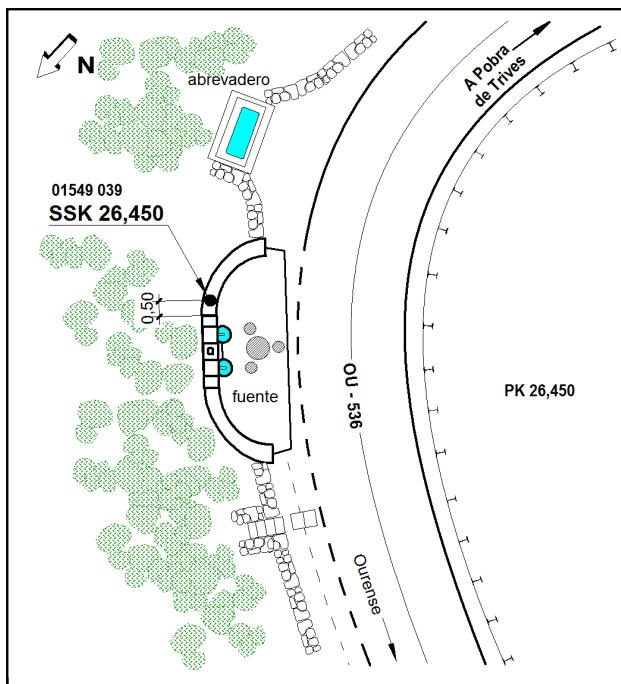 N
abrevadero
A Pobra
de Trives
01549 039
SSK 26,450
0,50
OU - 536
PK 26,450
fuente
Ourense